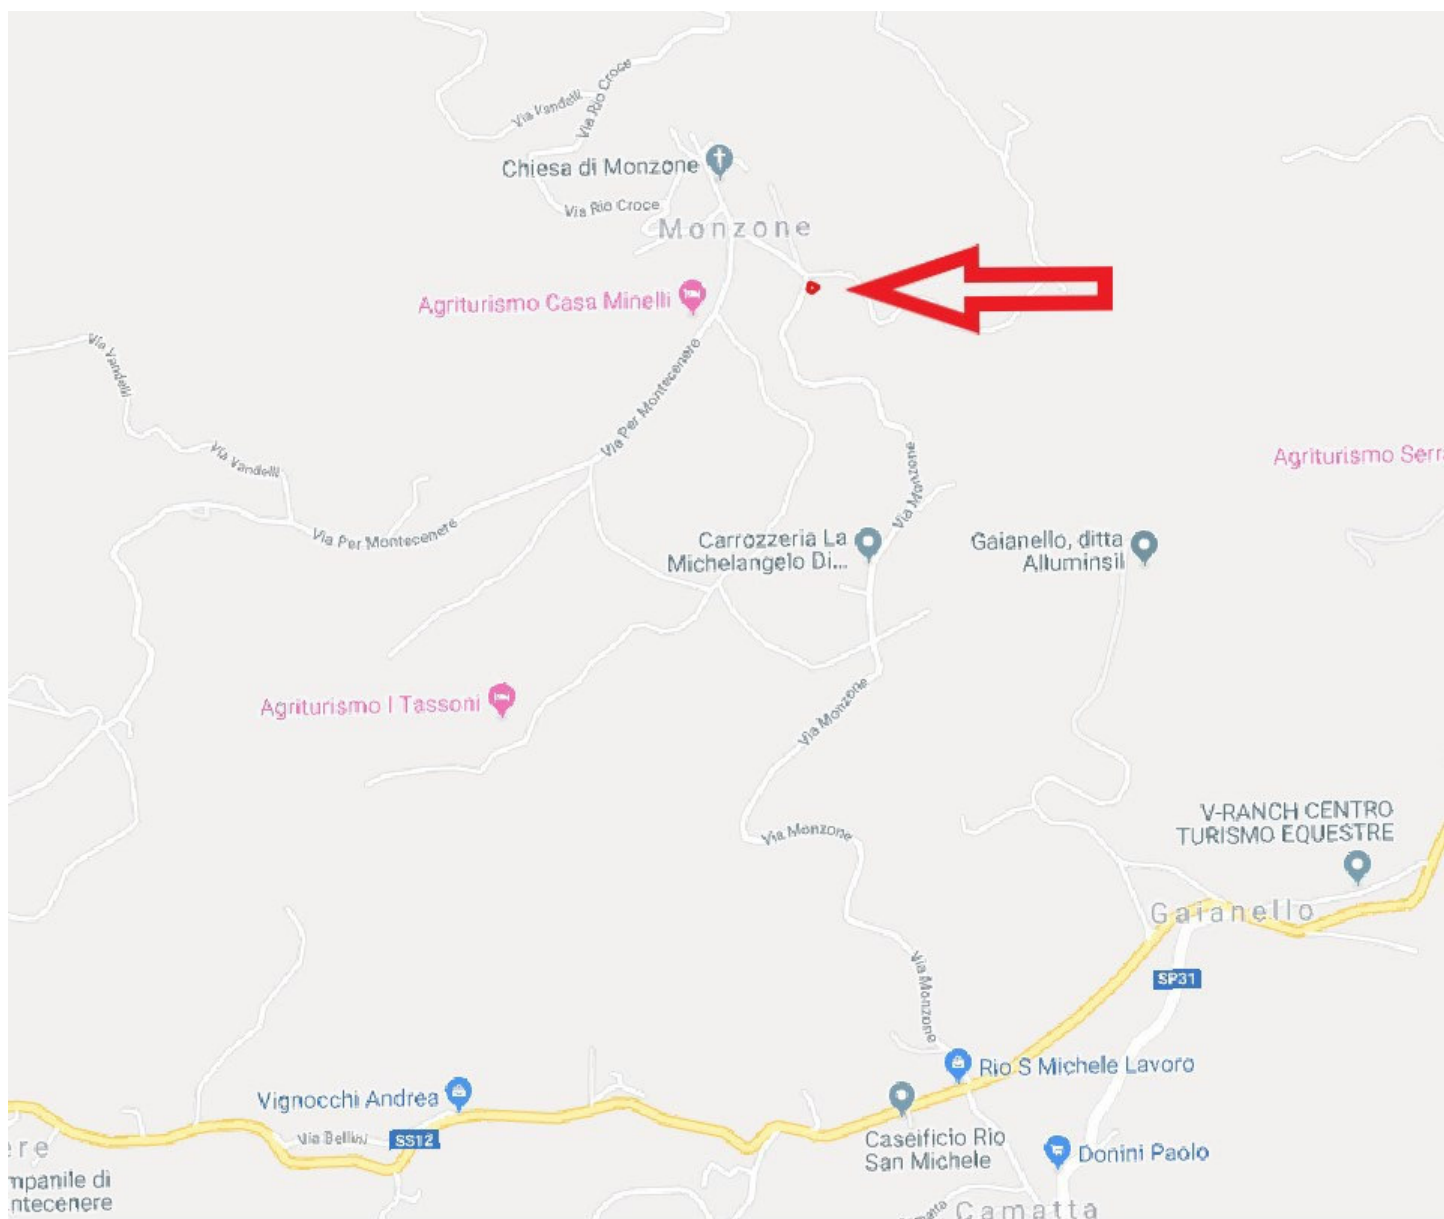 Via Rio Croce
Via Vandelli
Chiesa di Monzone
Via Rio Croce
Monzone
Agriturismo Casa Minelli
Via Vandelli
Via Per Montecenere
Via Monzone
Agriturismo Serr
Via Vandelli
Via Per Montecenere
Carrozzeria La
Michelangelo Di...
Gaianello, ditta
Alluminsil
Agriturismo I Tassoni
Via Monzone
V-RANCH CENTRO
TURISMO EQUESTRE
Via Monzone
Gaianello
SP31
Via Monzone
Rio S Michele Lavoro
Vignocchi Andrea
Via Bellini
SS12
Caseificio Rio
San Michele
Donini Paolo
ere
mpanile di
ntecenere
Camatta